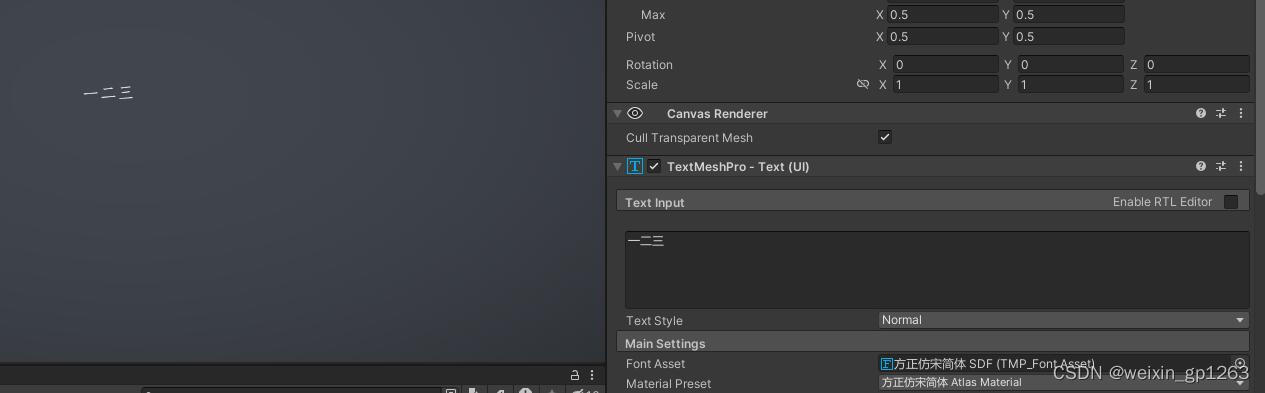 一二三
Max X 0.5 Y 0.5
Pivot X 0.5 Y 0.5
Rotation X 0 Y 0 Z 0
Scale X 1 Y 1 Z 1
Canvas Renderer
Cull Transparent Mesh
TextMeshPro - Text (UI)
Text Input Enable RTL Editor
一二三
Text Style Normal
Main Settings
Font Asset 方正仿宋简体 SDF (TMP_Font Asset)
Material Preset 方正仿宋简体 Atlas Material
CSDN @weixin_gp1263